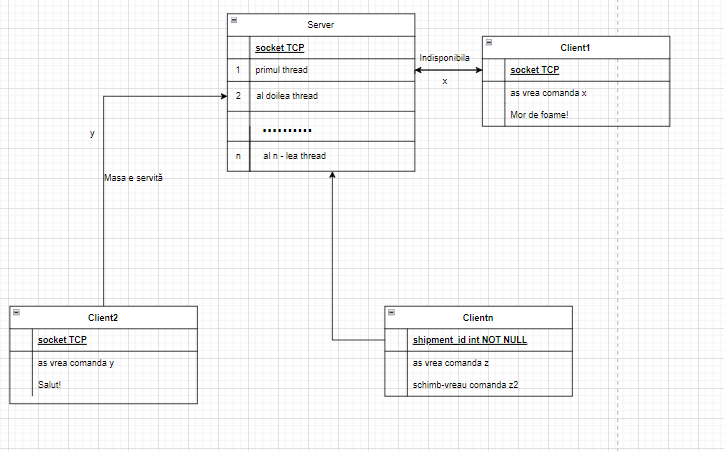 Server
socket TCP
1 primul thread
2 al doilea thread
..........
n al n - lea thread
Indisponibila
x
Client1
socket TCP
as vrea comanda x
Mor de foame!
y
Masa e servită
Client2
socket TCP
as vrea comanda y
Salut!
Clientn
shipment_id int NOT NULL
as vrea comanda z
schimb-vreau comanda z2